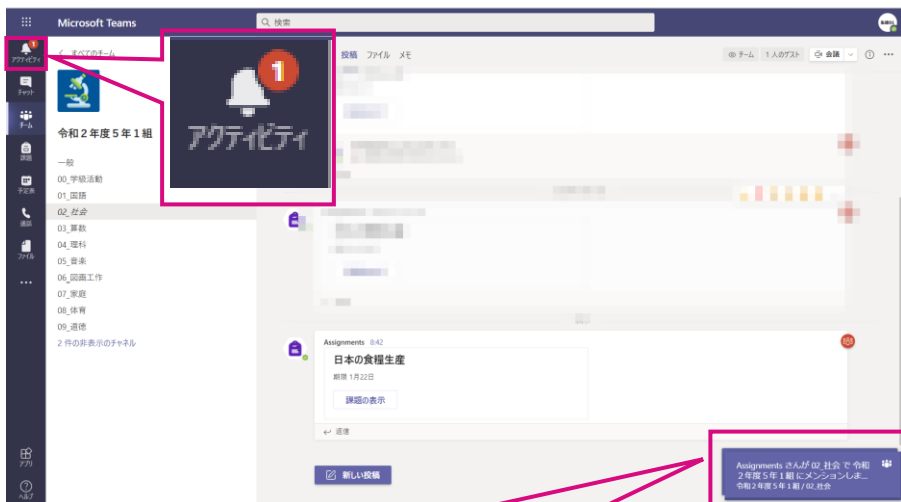 Microsoft Teams
検索
1
アクティビティ
すべてのチーム
投稿 ファイル メモ
チーム 1 人のゲスト 会議
チャット
1
アクティビティ
チーム
令和2年度5年1組
課題
一般
00_学級活動
予定表
01_国語
02_社会
通話
03_算数
04_理科
ファイル
05_音楽
06_図画工作
07_家庭
08_体育
09_道徳
2 件の非表示のチャネル
Assignments 8:42
日本の食糧生産
期限 1月22日
課題の表示
返信
アプリ
新しい投稿
Assignments さんが 02_社会 で 令和
2年度5年1組 にメンションしま...
令和2年度5年1組 / 02_社会
ヘルプ